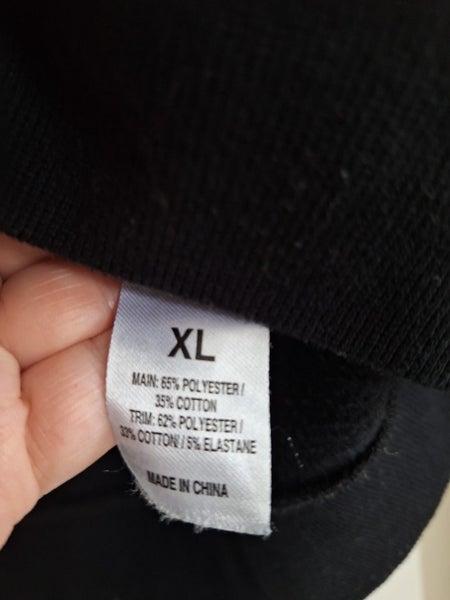 XL
MAIN: 65% POLYESTER/
35% COTTON
TRIM: 62% POLYESTER/
33% COTTON/ / 5% ELASTANE
MADE IN CHINA